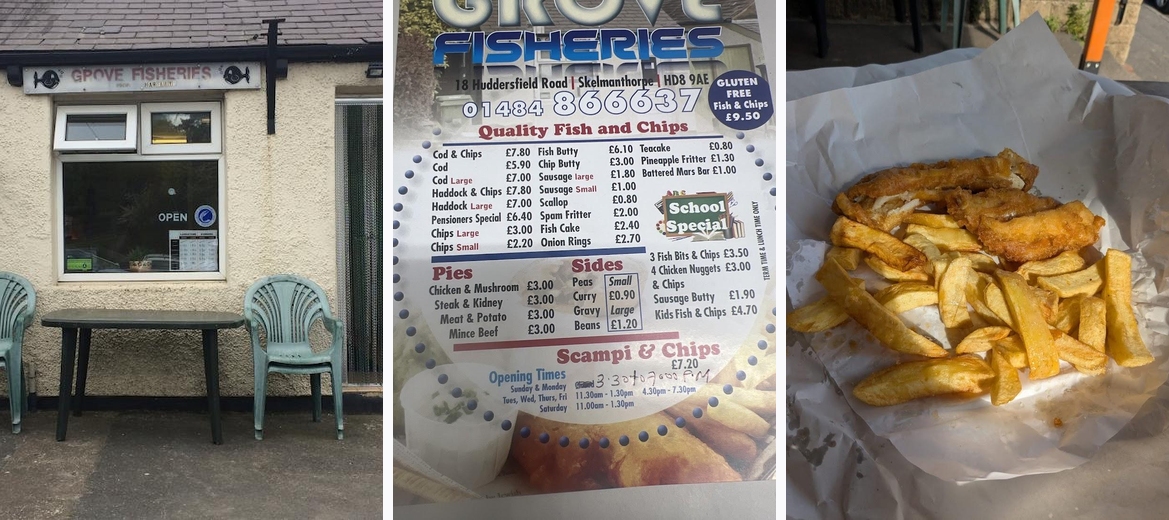 GROVE FISHERIES
OPEN
GROVE
FISHERIES
18 Huddersfield Road | Skelmanthorpe | HD8 9AE
01484 866637
GLUTEN
FREE
Fish & Chips
£9.50
Quality Fish and Chips
Cod & Chips £7.80
Cod £5.90
Cod Large £7.00
Haddock & Chips £7.80
Haddock Large £7.00
Pensioners Special £6.40
Chips Large £3.00
Chips Small £2.20
Fish Butty £6.10
Chip Butty £3.00
Sausage large £1.80
Sausage Small £1.00
Scallop £0.80
Spam Fritter £2.00
Fish Cake £2.40
Onion Rings £2.70
Teacake £0.80
Pineapple Fritter £1.30
Battered Mars Bar £1.00
School
Special
3 Fish Bits & Chips £3.50
4 Chicken Nuggets £3.00
& Chips
Sausage Butty £1.90
Kids Fish & Chips £4.70
TERM TIME & LUNCH TIME ONLY
Pies
Chicken & Mushroom £3.00
Steak & Kidney £3.00
Meat & Potato £3.00
Mince Beef £3.00
Sides
Peas Small
Curry £0.90
Gravy Large
Beans £1.20
Scampi & Chips
£7.20
Opening Times
Sunday & Monday 3.30to7.00 PM
Tues, Wed, Thurs, Fri 11.30am - 1.30pm 4.30pm - 7.30pm
Saturday 11.00am - 1.30pm